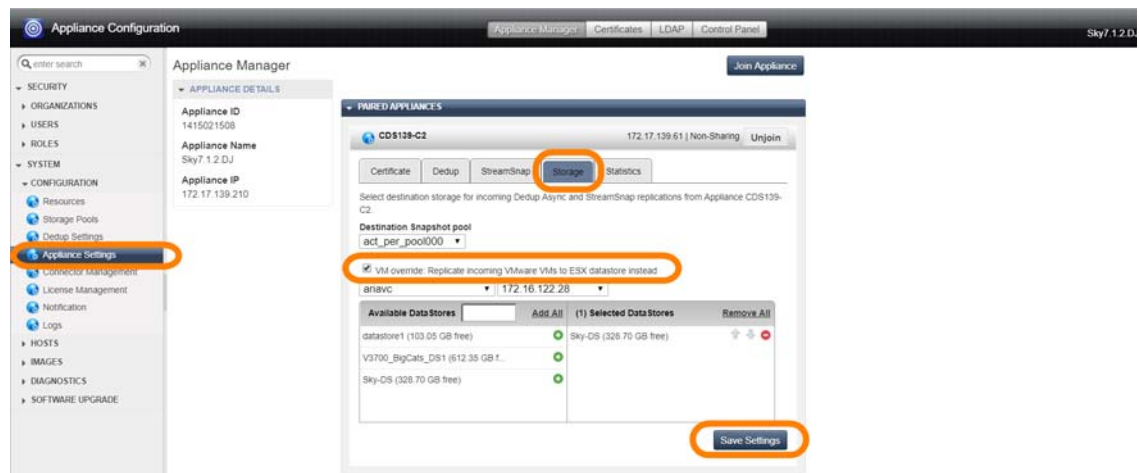 Appliance Configuration
Appliance Manager Certificates LDAP Control Panel
Sky7.1.2.DJ
enter search
SECURITY
ORGANIZATIONS
USERS
ROLES
SYSTEM
CONFIGURATION
Resources
Storage Pools
Dedup Settings
Appliance Settings
Connector Management
License Management
Notification
Logs
HOSTS
IMAGES
DIAGNOSTICS
SOFTWARE UPGRADE
Appliance Manager
Join Appliance
APPLIANCE DETAILS
Appliance ID
1415021508
Appliance Name
Sky7.1.2.DJ
Appliance IP
172.17.139.210
PAIRED APPLIANCES
CDS139-C2 172.17.139.61 | Non-Sharing Unjoin
Certificate Dedup StreamSnap Storage Statistics
Select destination storage for incoming Dedup Async and StreamSnap replications from Appliance CDS139-
C2.
Destination Snapshot pool
act_per_pool000
VM override: Replicate incoming VMware VMs to ESX datastore instead
ariavc 172.16.122.28
Available DataStores Add All (1) Selected DataStores Remove All
datastore1 (103.05 GB free) Sky-DS (328.70 GB free)
V3700_BigCats_DS1 (612.35 GB f...
Sky-DS (328.70 GB free)
Save Settings